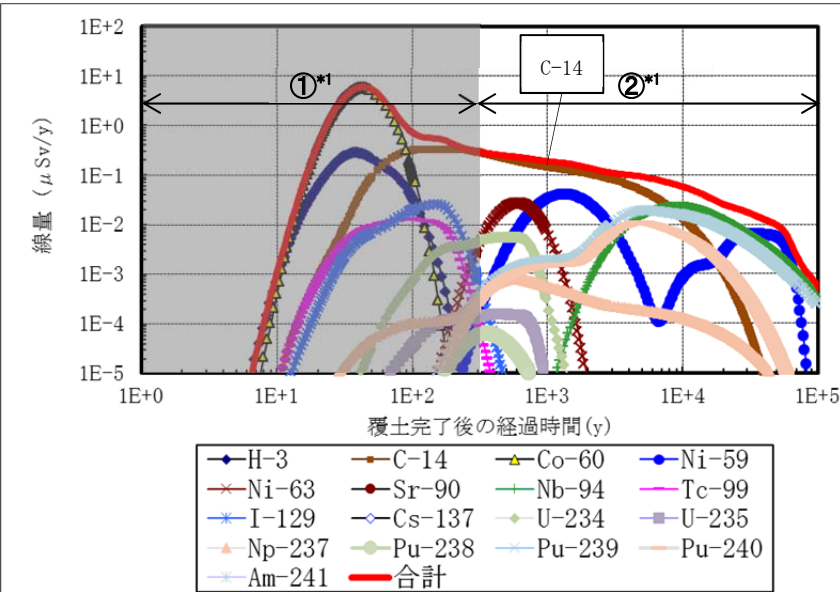 1E+2
1E+1
1E+0
1E-1
1E-2
1E-3
1E-4
1E-5
線量 (μSv/y)
①*1
②*1
C-14
1E+0 1E+1 1E+2 1E+3 1E+4 1E+5
覆土完了後の経過時間(y)
H-3 C-14 Co-60 Ni-59
Ni-63 Sr-90 Nb-94 Tc-99
I-129 Cs-137 U-234 U-235
Np-237 Pu-238 Pu-239 Pu-240
Am-241 合計